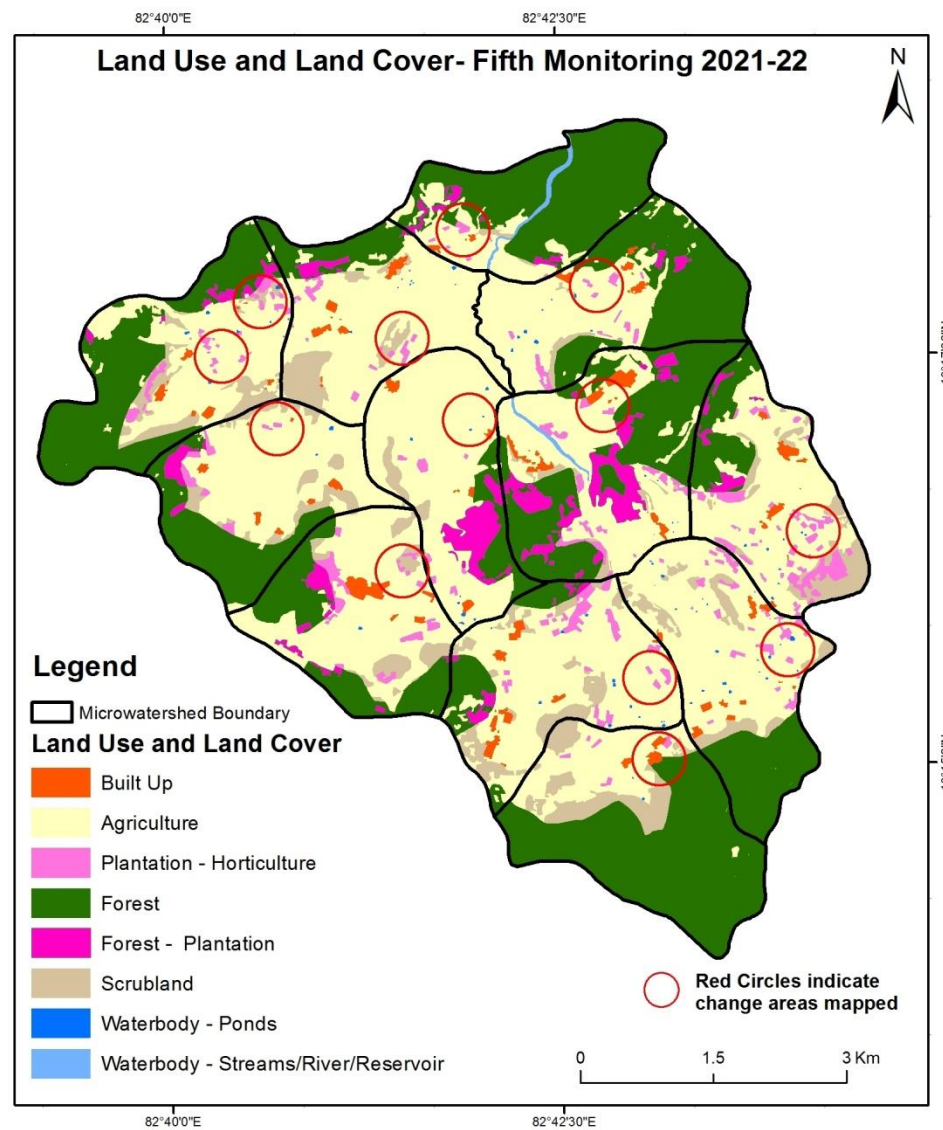 82°40'0"E
82°42'30"E
Land Use and Land Cover- Fifth Monitoring 2021-22
N
Legend
Microwatershed Boundary
Land Use and Land Cover
Built Up
Agriculture
Plantation - Horticulture
Forest
Forest - Plantation
Scrubland
Waterbody - Ponds
Waterbody - Streams/River/Reservoir
Red Circles indicate
change areas mapped
0 1.5 3 Km
82°40'0"E
82°42'30"E